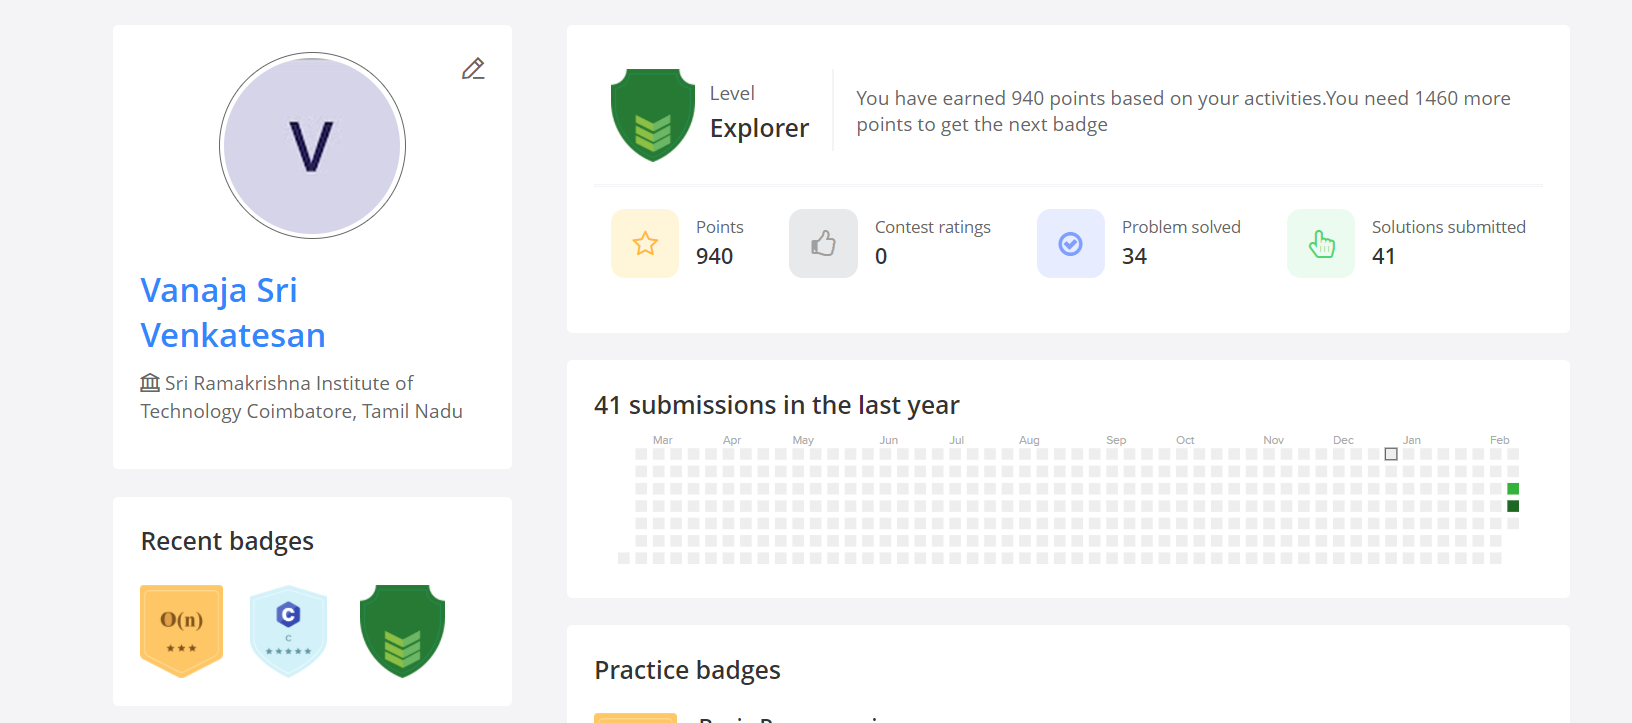 V
Vanaja Sri
Venkatesan
Sri Ramakrishna Institute of
Technology Coimbatore, Tamil Nadu
Recent badges
O(n)
C
C
Level
Explorer
You have earned 940 points based on your activities.You need 1460 more
points to get the next badge
Points
940
Contest ratings
0
Problem solved
34
Solutions submitted
41
41 submissions in the last year
Mar Apr May Jun Jul Aug Sep Oct Nov Dec Jan Feb
Practice badges